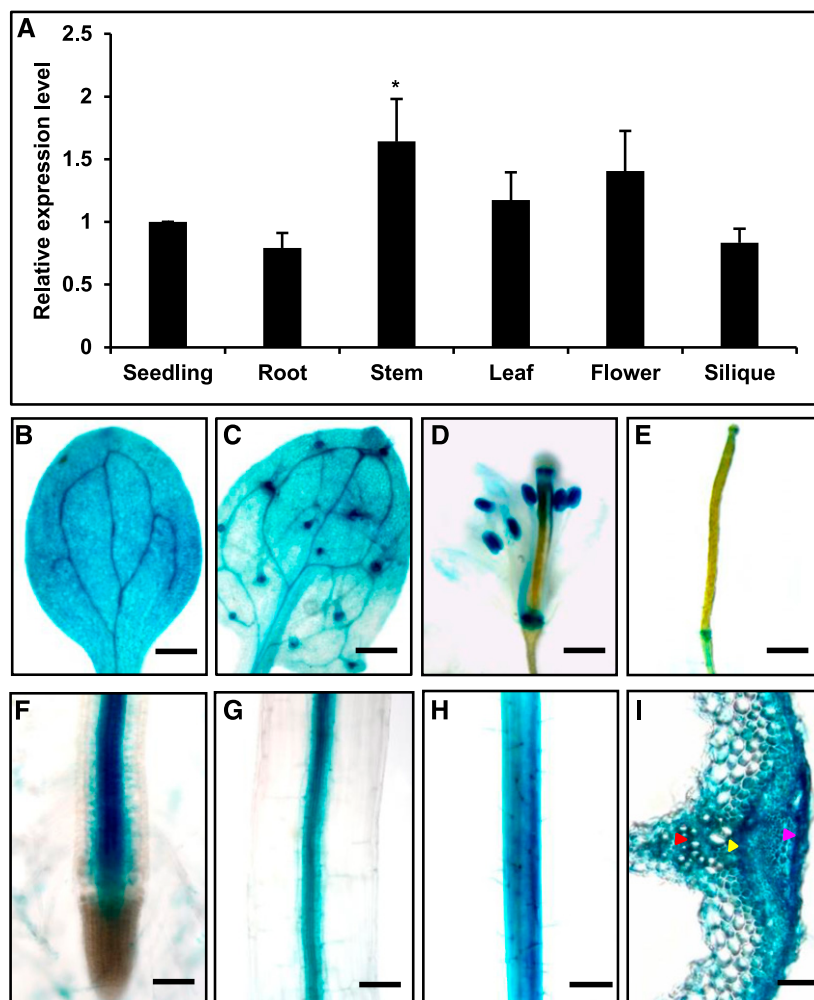 A
Relative expression level
2.5
2
1.5
1
0.5
0
*
Seedling Root Stem Leaf Flower Silique
B
C
D
E
F
G
H
I